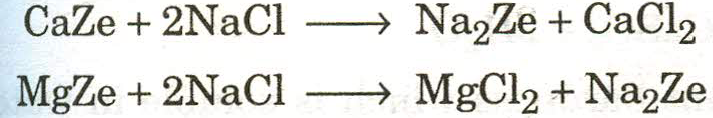 CaZe + 2NaCl ⟶ Na₂Ze + CaCl₂
MgZe + 2NaCl ⟶ MgCl₂ + Na₂Ze